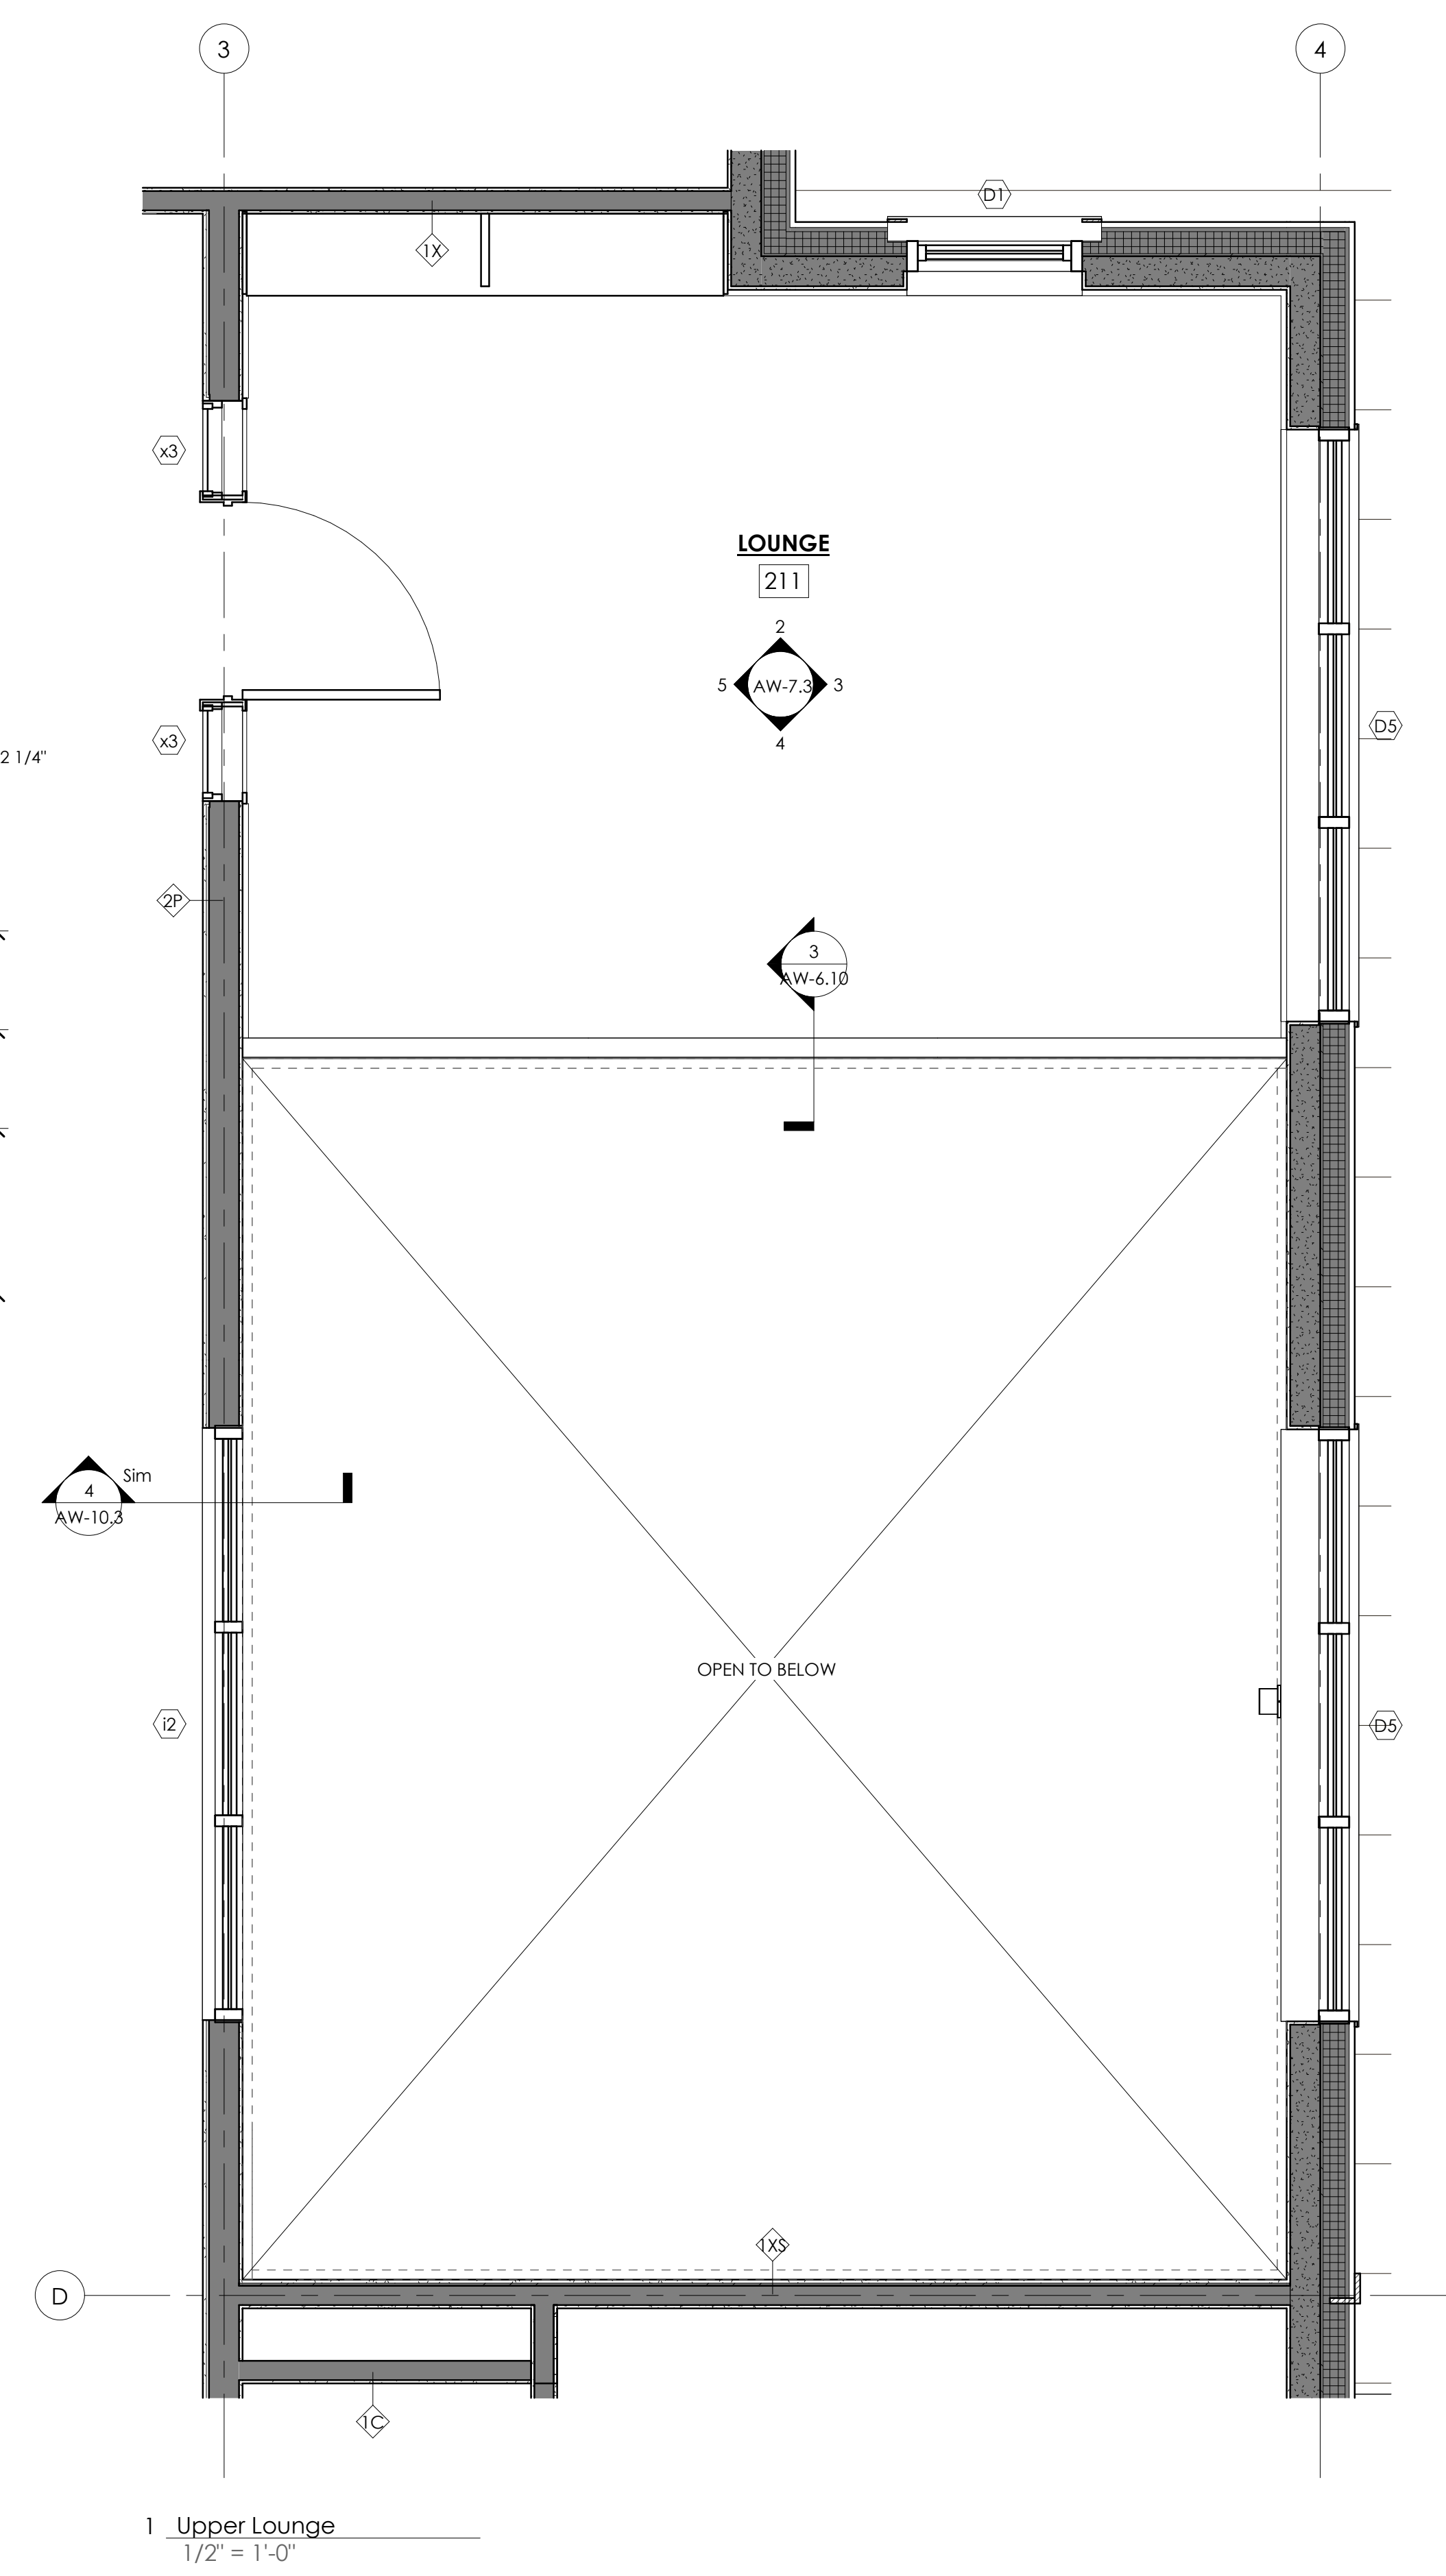 3
4
D1
1X
x3
LOUNGE
211
2
5 AW-7.3 3
4
D5
x3
2 1/4"
2P
3
AW-6.10
Sim
4
AW-10.3
OPEN TO BELOW
i2
D5
1XS
D
1C
1 Upper Lounge
1/2" = 1'-0"